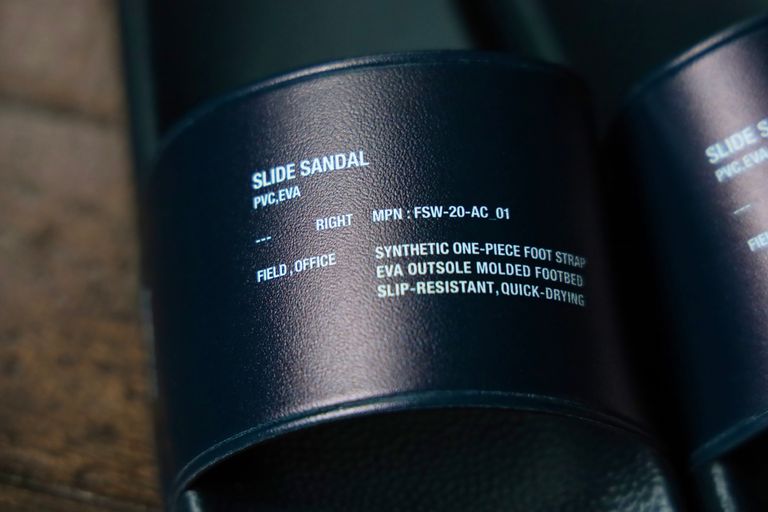 SLIDE SANDAL
PVC,EVA
--- RIGHT MPN : FSW-20-AC_01
FIELD , OFFICE
SYNTHETIC ONE-PIECE FOOT STRAP
EVA OUTSOLE MOLDED FOOTBED
SLIP-RESISTANT, QUICK-DRYING
SLIDE S
PVC,EVA
FIEL